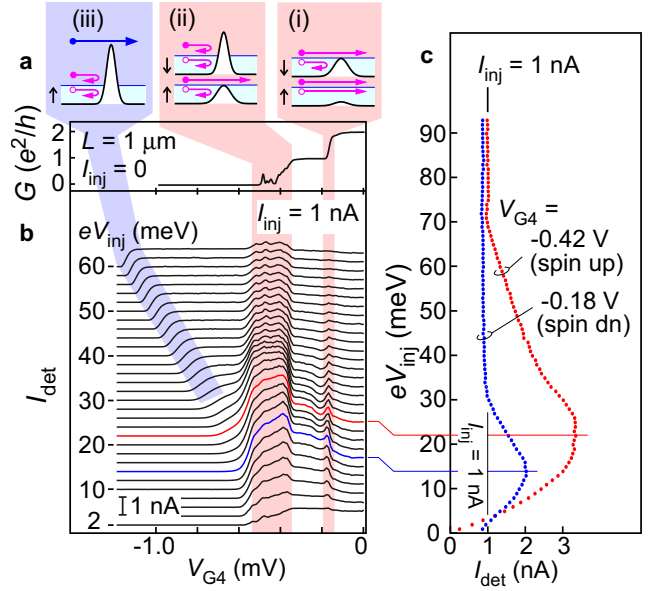 (iii)
(ii)
(i)
a
↑
↓
↑
↓
↑
G (e²/h)
2
1
0
L = 1 μm
I_inj = 0
b
eV_inj (meV)
I_inj = 1 nA
60
50
40
30
20
10
2
I_det
1 nA
-1.0
0
V_G4 (mV)
c
I_inj = 1 nA
90
80
70
60
50
40
30
20
10
0
eV_inj (meV)
V_G4 =
-0.42 V
(spin up)
-0.18 V
(spin dn)
I_inj = 1 nA
0
1
2
3
I_det (nA)